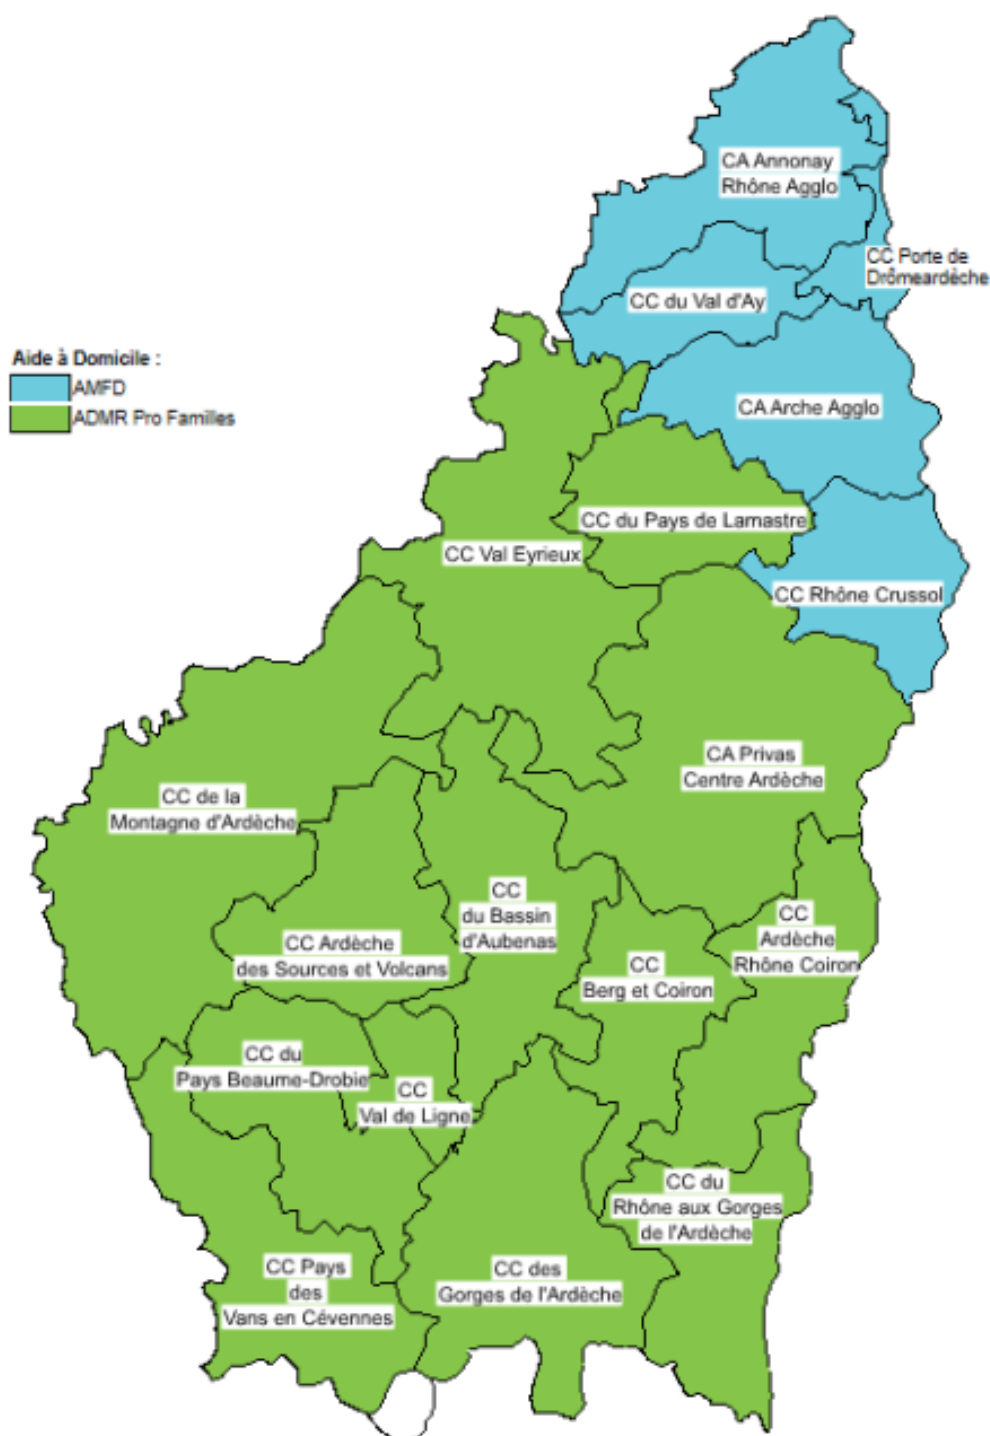 CA Annonay
Rhône Agglo
CC Porte de
Drômeardèche
CC du Val d'Ay
Aide à Domicile :
AMFD
ADMR Pro Familles
CA Arche Agglo
CC du Pays de Lamastre
CC Val Eyrieux
CC Rhône Crussol
CA Privas
Centre Ardèche
CC de la
Montagne d'Ardèche
CC
du Bassin
d'Aubenas
CC Ardèche
des Sources et Volcans
CC
Ardèche
Rhône Coiron
CC
Berg et Coiron
CC du
Pays Beaume-Drobie
CC
Val de Ligne
CC du
Rhône aux Gorges
de l'Ardèche
CC Pays
des
Vans en Cévennes
CC des
Gorges de l'Ardèche